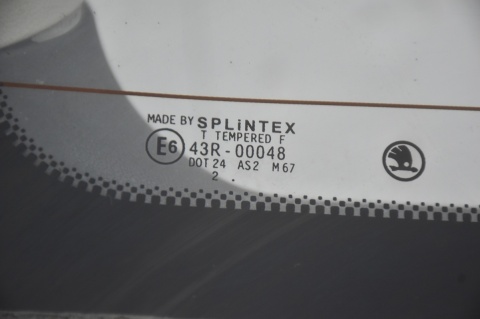 MADE BY SPLiNTEX
T TEMPERED F
E6 43R-00048
DOT 24 AS2 M67
2 .